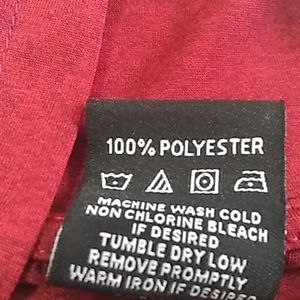 100% POLYESTER
MACHINE WASH COLD
NON CHLORINE BLEACH
IF DESIRED
TUMBLE DRY LOW
REMOVE PROMPTLY
WARM IRON IF DESIRED